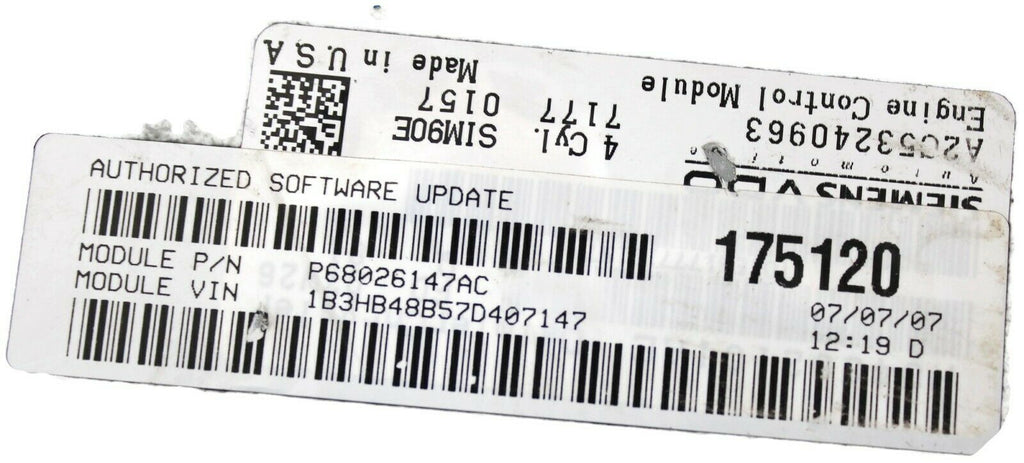 AUTHORIZED SOFTWARE UPDATE
175120
MODULE P/N P68026147AC
MODULE VIN 1B3HB48B57D407147
07/07/07
12:19 D
SIEMENS VDO
Automotive
A2C53240963
Engine Control Module
4 Cyl. SIM90E
7177 0157
Made in U.S.A